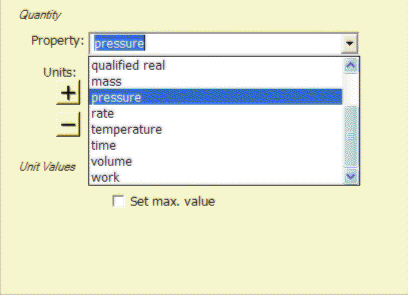 Quantity
Property: pressure
Units:
+
−
qualified real
mass
pressure
rate
temperature
time
volume
work
Unit Values
Set max. value